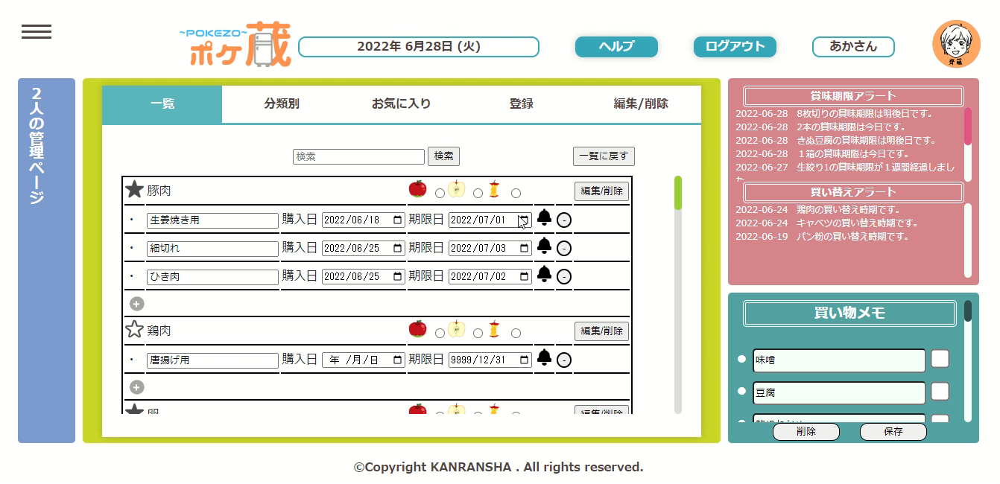 ~POKEZO~
ポケ蔵
2022年 6月28日 (火)
ヘルプ
ログアウト
あかさん
齊藤
2人の管理ページ
一覧
分類別
お気に入り
登録
編集/削除
検索
検索
一覧に戻す
豚肉
編集/削除
・ 生姜焼き用 購入日 2022/06/18 期限日 2022/07/01 -
・ 細切れ 購入日 2022/06/25 期限日 2022/07/03 -
・ ひき肉 購入日 2022/06/25 期限日 2022/07/02 -
+
鶏肉
編集/削除
・ 唐揚げ用 購入日 年 /月/日 期限日 9999/12/31 -
+
卵
編集/削除
賞味期限アラート
2022-06-28 8枚切りの賞味期限は明後日です。
2022-06-28 2本の賞味期限は今日です。
2022-06-28 きぬ豆腐の賞味期限は明後日です。
2022-06-28 １箱の賞味期限は今日です。
2022-06-27 生絞り1の賞味期限が１週間経過しまし
た
買い替えアラート
2022-06-24 鶏肉の買い替え時期です。
2022-06-24 キャベツの買い替え時期です。
2022-06-19 パン粉の買い替え時期です。
買い物メモ
味噌
豆腐
削除
保存
©Copyright KANRANSHA . All rights reserved.